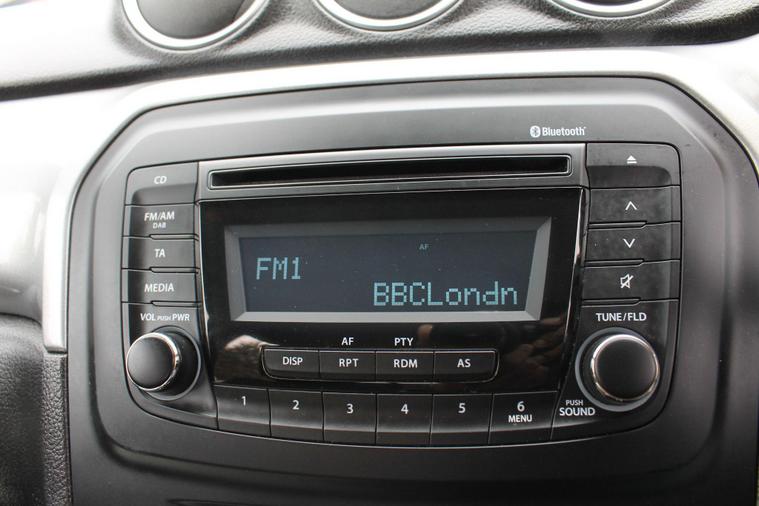 Bluetooth
CD
FM/AM
DAB
TA
MEDIA
VOL PUSH PWR
AF
FM1
BBCLondn
AF PTY
DISP RPT RDM AS
1 2 3 4 5 6
MENU
TUNE/FLD
PUSH
SOUND